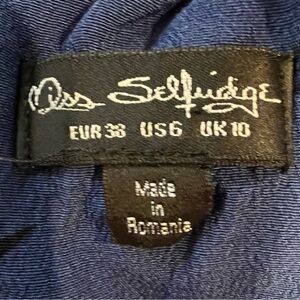 Miss Selfridge
EUR 38 US 6 UK 10
Made
in
Romania